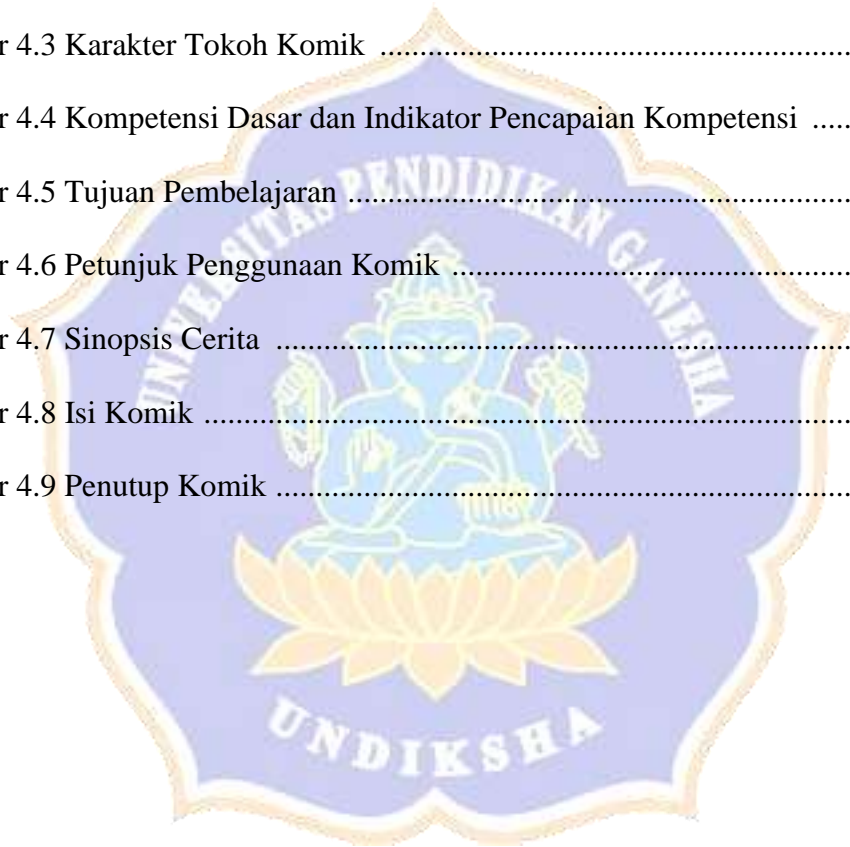 r 4.3 Karakter Tokoh Komik ........................................................................
r 4.4 Kompetensi Dasar dan Indikator Pencapaian Kompetensi .....
r 4.5 Tujuan Pembelajaran ............................................................................
r 4.6 Petunjuk Penggunaan Komik ............................................................
r 4.7 Sinopsis Cerita .....................................................................................
r 4.8 Isi Komik ...............................................................................................
r 4.9 Penutup Komik .....................................................................................
UNIVERSITAS PENDIDIKAN GANESHA
UNDIKSHA